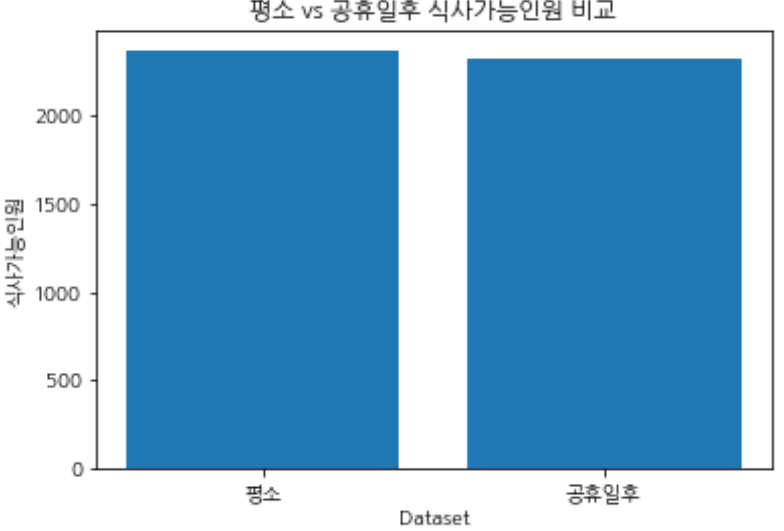 평소 vs 공휴일후 식사가능인원 비교
식사가능인원
2000
1500
1000
500
0
평소 공휴일후
Dataset